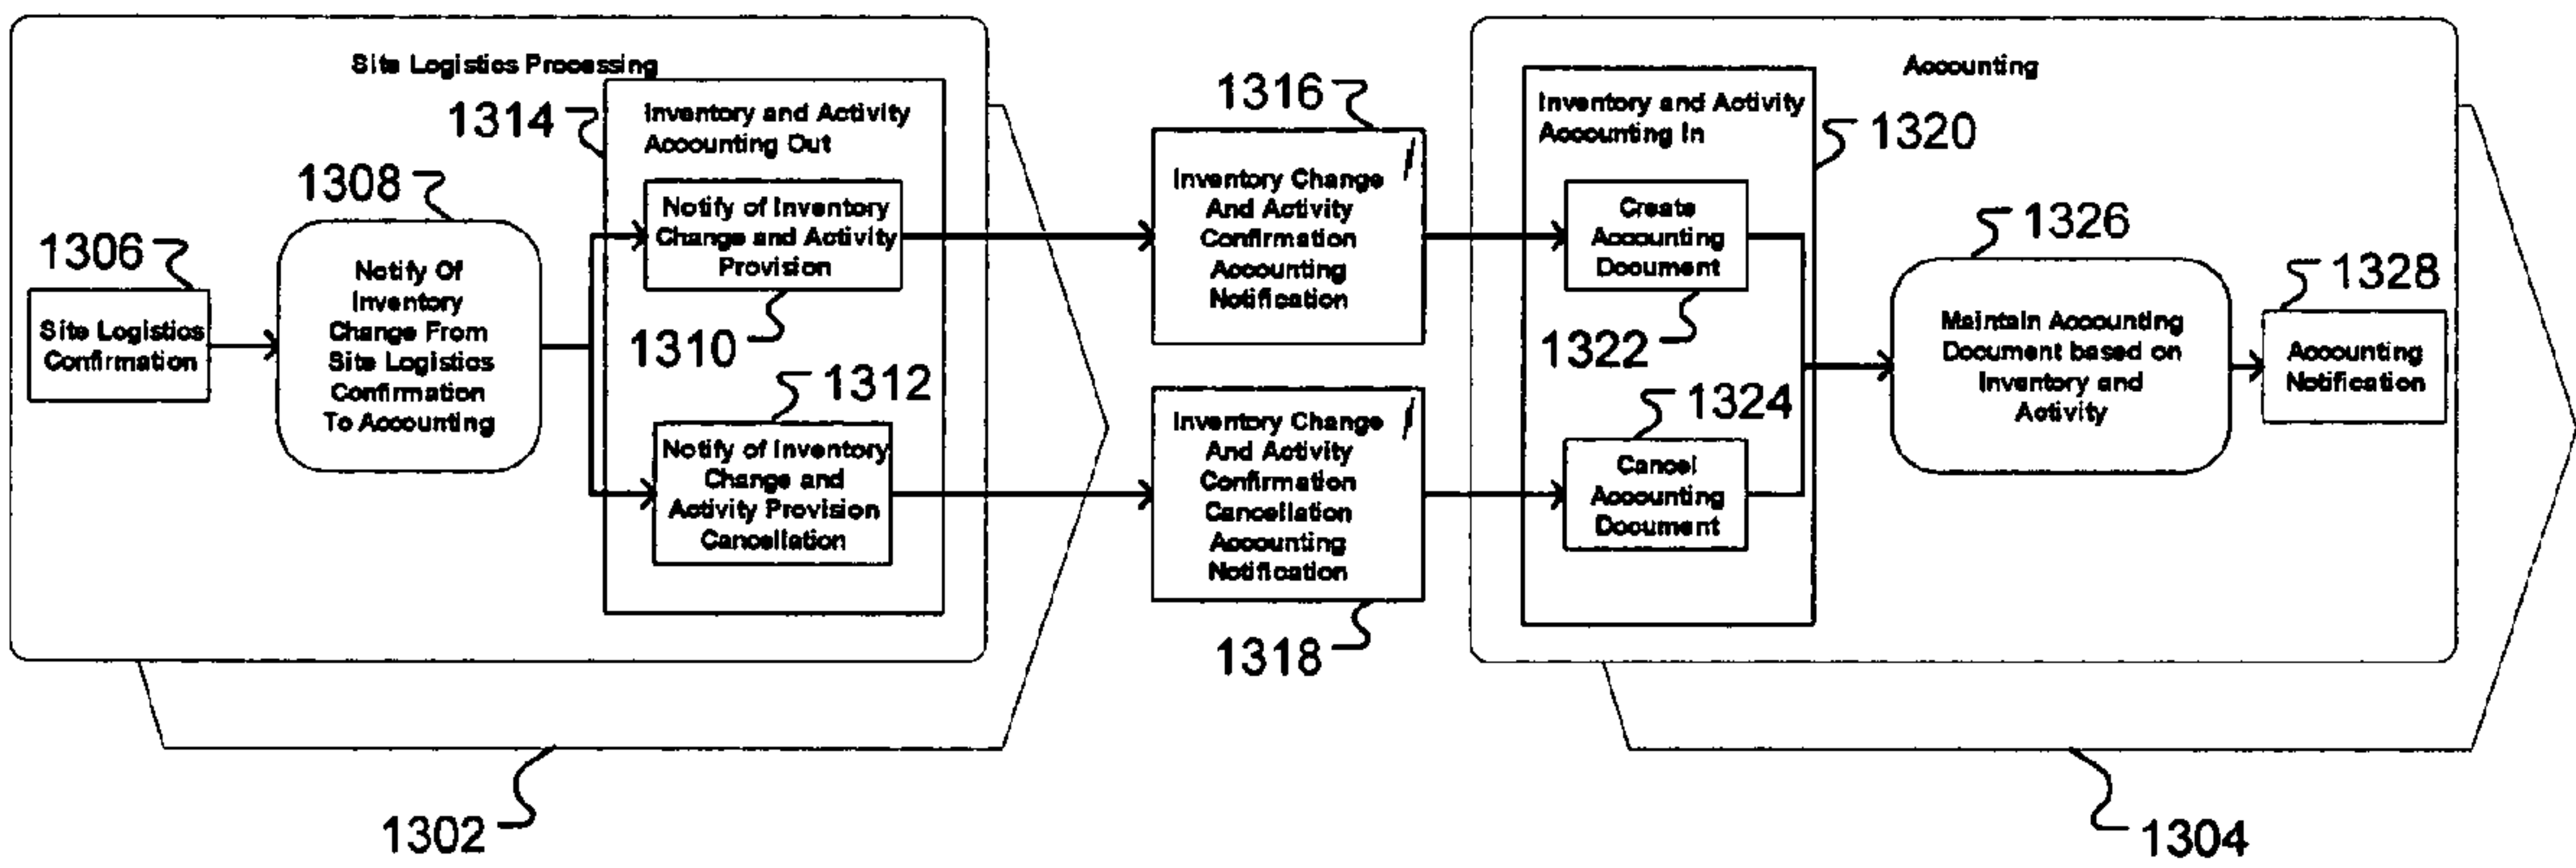 Site Logistics Processing
1314
Inventory and Activity
Accounting Out
1308
Notify of Inventory
Change and Activity
Provision
1306
Notify Of
Inventory
Change From
Site Logistics
Confirmation
To Accounting
Site Logistics
Confirmation
1310
1312
Notify of Inventory
Change and
Activity Provision
Cancellation
1302
1316
Inventory Change
And Activity
Confirmation
Accounting
Notification
Inventory Change
And Activity
Confirmation
Cancellation
Accounting
Notification
1318
Accounting
Inventory and Activity
Accounting In
1320
Create
Accounting
Document
1322
1324
Cancel
Accounting
Document
1326
Maintain Accounting
Document based on
Inventory and
Activity
1328
Accounting
Notification
1304